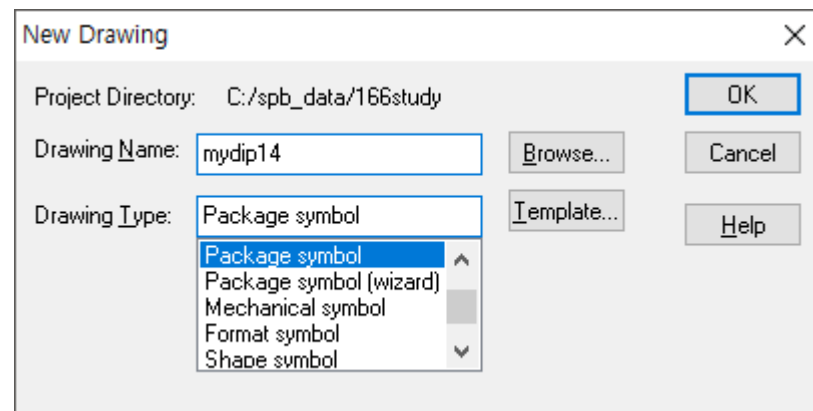 New Drawing
Project Directory: C:/spb_data/166study
OK
Drawing Name: mydip14
Browse...
Cancel
Drawing Type: Package symbol
Template...
Help
Package symbol
Package symbol (wizard)
Mechanical symbol
Format symbol
Shape symbol